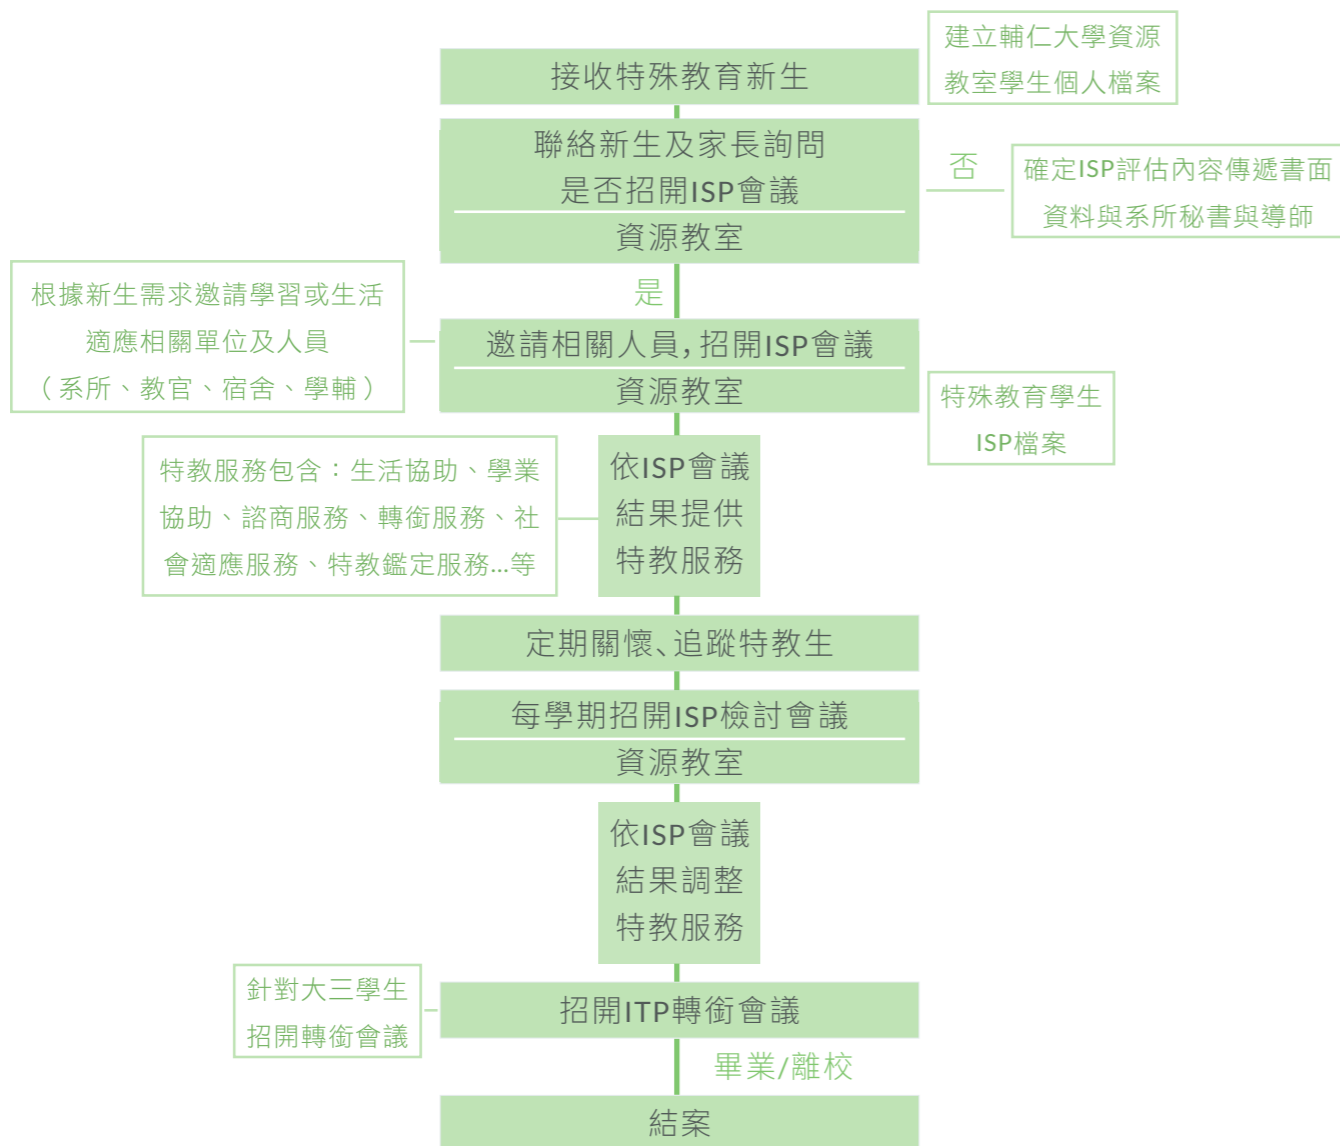 接收特殊教育新生
建立輔仁大學資源
教室學生個人檔案
聯絡新生及家長詢問
是否招開ISP會議
資源教室
否
確定ISP評估內容傳遞書面
資料與系所秘書與導師
是
根據新生需求邀請學習或生活
適應相關單位及人員
（系所、教官、宿舍、學輔）
邀請相關人員，招開ISP會議
資源教室
特殊教育學生
ISP檔案
特教服務包含：生活協助、學業
協助、諮商服務、轉銜服務、社
會適應服務、特教鑑定服務...等
依ISP會議
結果提供
特教服務
定期關懷、追蹤特教生
每學期招開ISP檢討會議
資源教室
依ISP會議
結果調整
特教服務
針對大三學生
招開轉銜會議
招開ITP轉銜會議
畢業/離校
結案